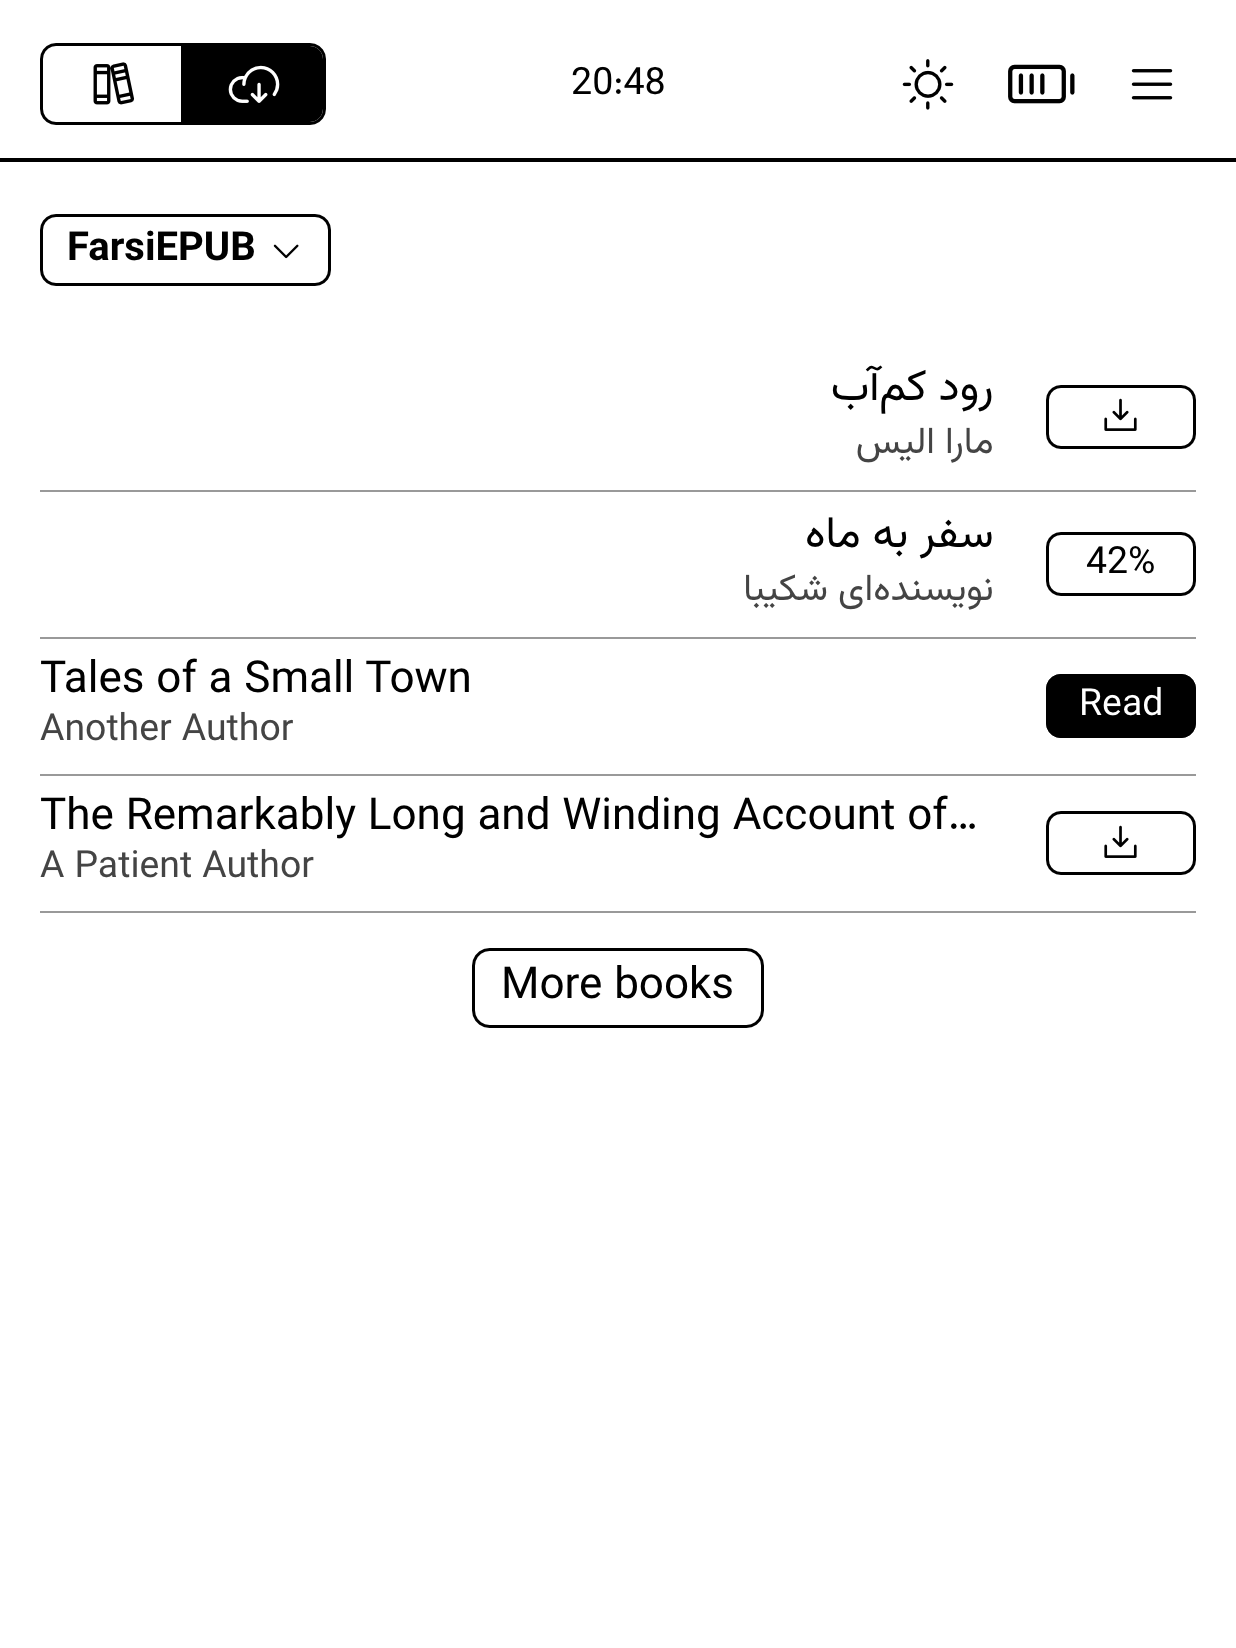 20:48
FarsiEPUB
رود کم‌آب
مارا الیس
سفر به ماه
نویسنده‌ای شکیبا
42%
Tales of a Small Town
Another Author
Read
The Remarkably Long and Winding Account of…
A Patient Author
More books